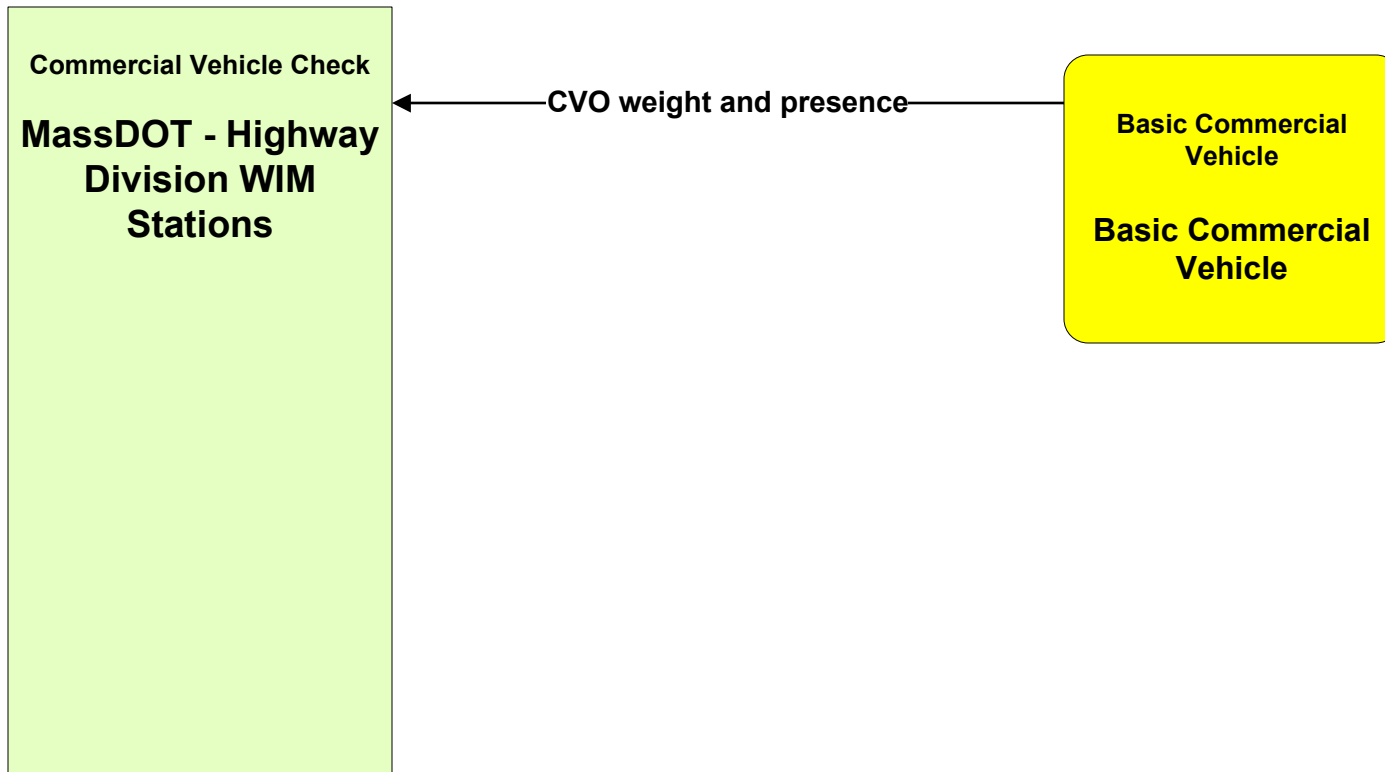 Commercial Vehicle Check
MassDOT - Highway
Division WIM
Stations
CVO weight and presence
Basic Commercial
Vehicle
Basic Commercial
Vehicle